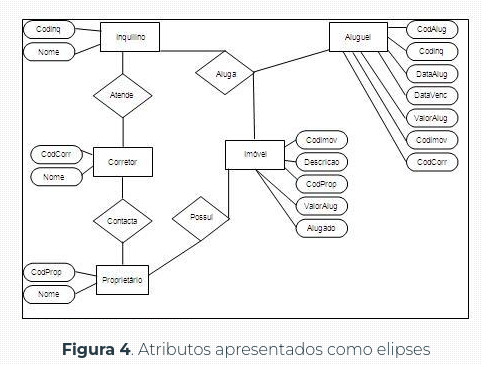 CodInq
Nome
Inquilino
Aluga
Aluguel
CodAlug
CodInq
DataAlug
DataVenc
ValorAlug
CodImov
CodCorr
Atende
CodCorr
Nome
Corretor
Imóvel
CodImov
Descricao
CodProp
ValorAlug
Alugado
Contacta
Possui
CodProp
Nome
Proprietário
Figura 4. Atributos apresentados como elipses